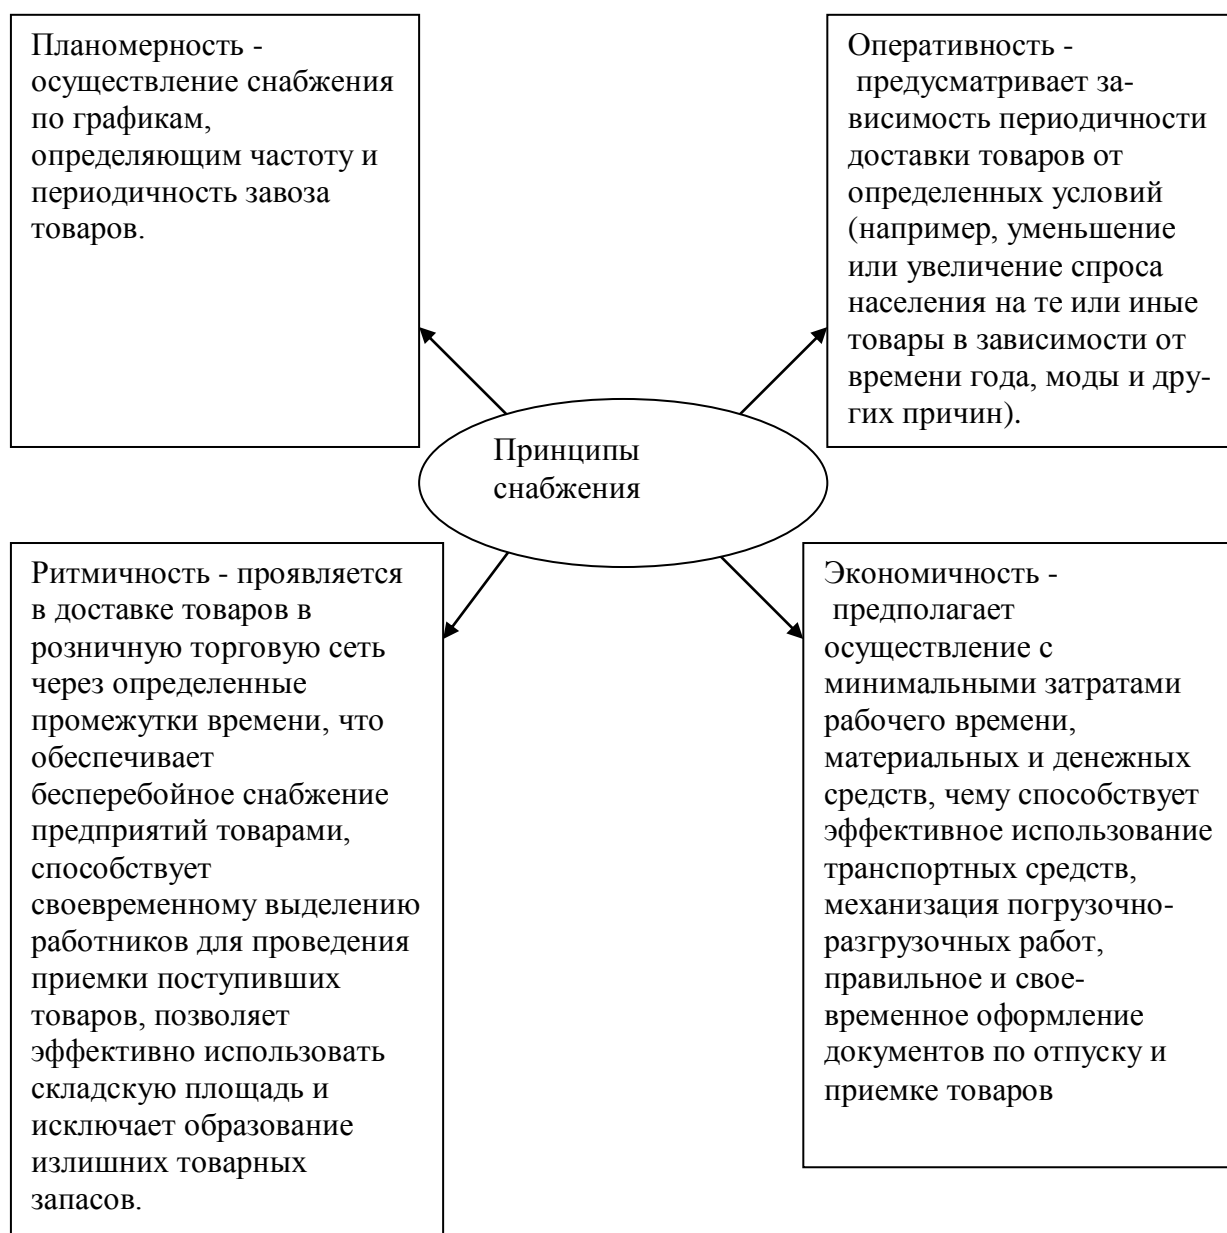 Планомерность -
осуществление снабжения
по графикам,
определяющим частоту и
периодичность завоза
товаров.
Оперативность -
предусматривает за-
висимость периодичности
доставки товаров от
определенных условий
(например, уменьшение
или увеличение спроса
населения на те или иные
товары в зависимости от
времени года, моды и дру-
гих причин).
Принципы
снабжения
Ритмичность - проявляется
в доставке товаров в
розничную торговую сеть
через определенные
промежутки времени, что
обеспечивает
бесперебойное снабжение
предприятий товарами,
способствует
своевременному выделению
работников для проведения
приемки поступивших
товаров, позволяет
эффективно использовать
складскую площадь и
исключает образование
излишних товарных
запасов.
Экономичность -
предполагает
осуществление с
минимальными затратами
рабочего времени,
материальных и денежных
средств, чему способствует
эффективное использование
транспортных средств,
механизация погрузочно-
разгрузочных работ,
правильное и свое-
временное оформление
документов по отпуску и
приемке товаров